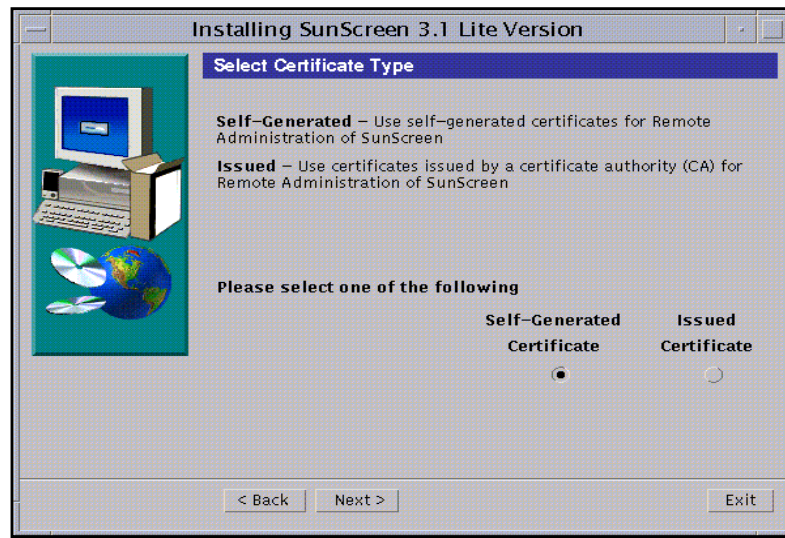 Installing SunScreen 3.1 Lite Version
Select Certificate Type
Self-Generated – Use self-generated certificates for Remote
Administration of SunScreen
Issued – Use certificates issued by a certificate authority (CA) for
Remote Administration of SunScreen
Please select one of the following
Self-Generated Issued
Certificate Certificate
< Back Next > Exit